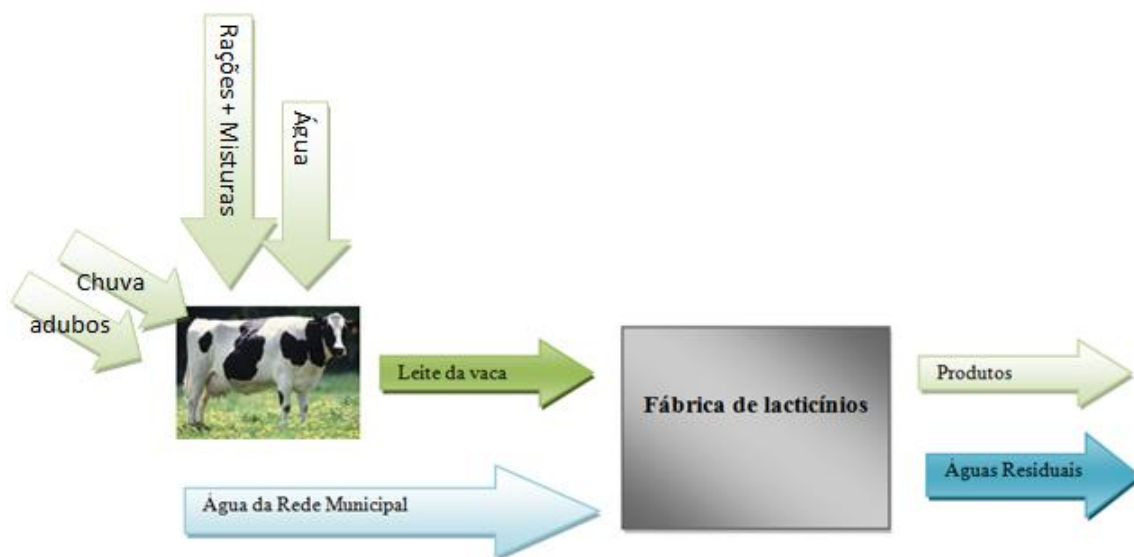 Rações + Misturas
Água
Chuva
adubos
Leite da vaca
Fábrica de lacticínios
Produtos
Águas Residuais
Água da Rede Municipal